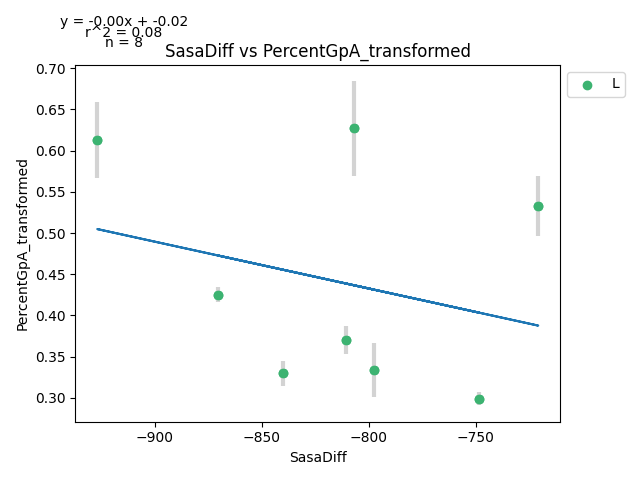 y = -0.00x + -0.02
r^2 = 0.08
n = 8
SasaDiff vs PercentGpA_transformed
L
PercentGpA_transformed
0.70
0.65
0.60
0.55
0.50
0.45
0.40
0.35
0.30
−900
−850
−800
−750
SasaDiff